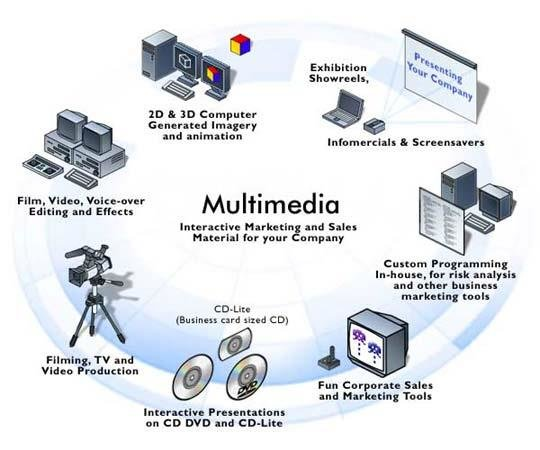 2D & 3D Computer
Generated Imagery
and animation
Exhibition
Showreels,
Presenting
Your Company
Infomercials & Screensavers
Film, Video, Voice-over
Editing and Effects
Multimedia
Interactive Marketing and Sales
Material for your Company
Custom Programming
In-house, for risk analysis
and other business
marketing tools
Filming, TV and
Video Production
CD-Lite
(Business card sized CD)
DVD
Interactive Presentations
on CD DVD and CD-Lite
Fun Corporate Sales
and Marketing Tools